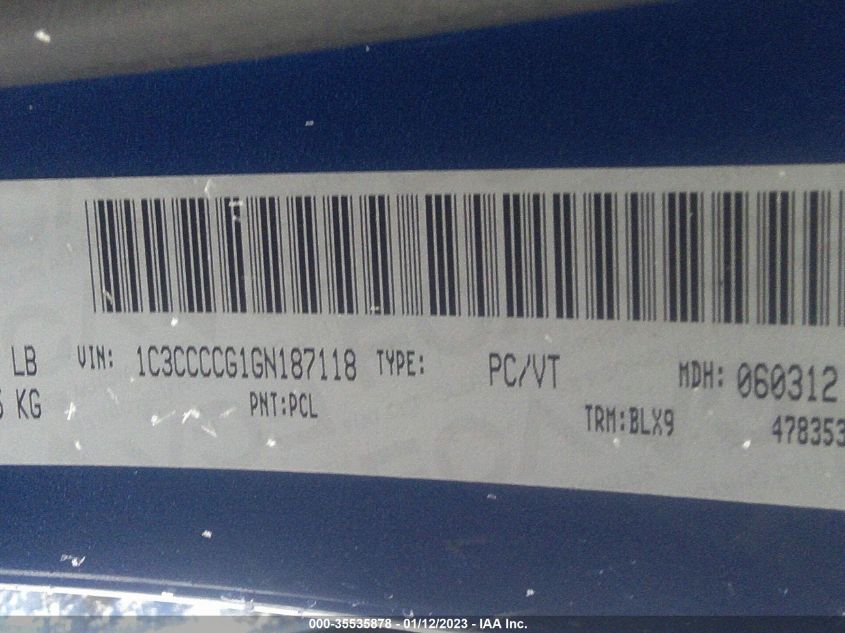 LB VIN: 1C3CCCCG1GN187118 TYPE: PC/VT MDH: 060312
KG PNT:PCL TRM:BLX9 478353
000-35535878 - 01/12/2023 - IAA Inc.